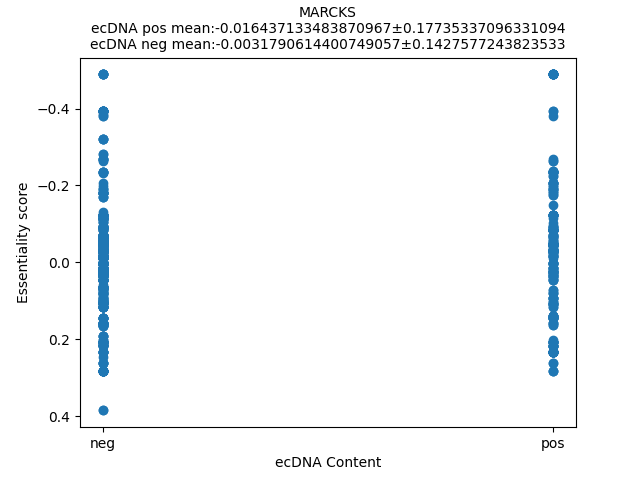 MARCKS
ecDNA pos mean:-0.016437133483870967±0.17735337096331094
ecDNA neg mean:-0.0031790614400749057±0.1427577243823533
−0.4
−0.2
0.0
0.2
0.4
Essentiality score
neg
pos
ecDNA Content